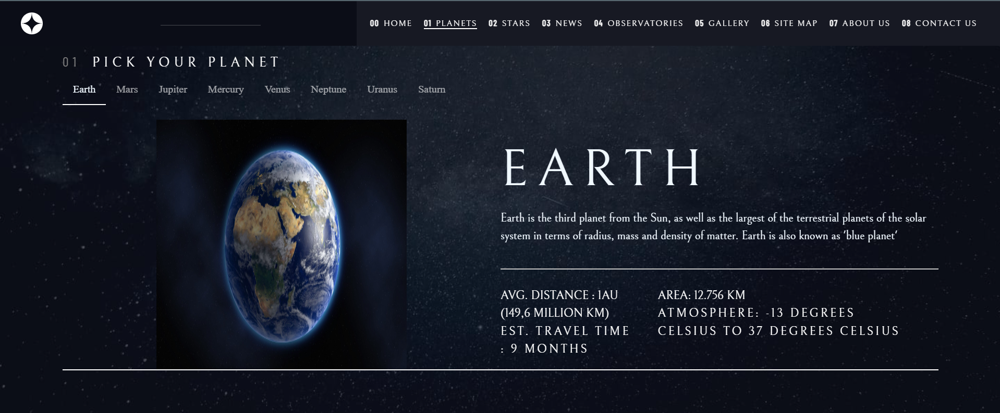 00 HOME 01 PLANETS 02 STARS 03 NEWS 04 OBSERVATORIES 05 GALLERY 06 SITE MAP 07 ABOUT US 08 CONTACT US
01 PICK YOUR PLANET
Earth Mars Jupiter Mercury Venus Neptune Uranus Saturn
EARTH
Earth is the third planet from the Sun, as well as the largest of the terrestrial planets of the solar
system in terms of radius, mass and density of matter. Earth is also known as 'blue planet'
AVG. DISTANCE : 1AU
(149,6 MILLION KM)
EST. TRAVEL TIME
: 9 MONTHS
AREA: 12.756 KM
ATMOSPHERE: -13 DEGREES
CELSIUS TO 37 DEGREES CELSIUS